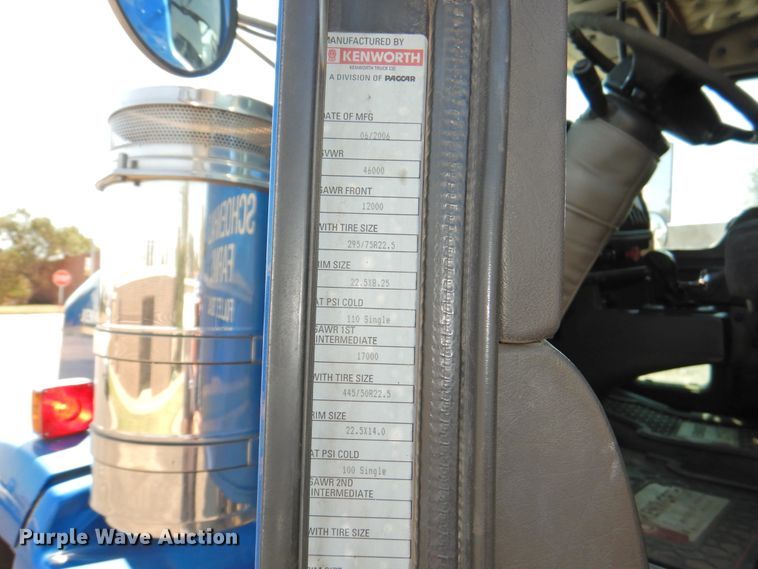 MANUFACTURED BY
KENWORTH
KENWORTH TRUCK CO.
A DIVISION OF PACCAR
DATE OF MFG
06/2006
GVWR
46000
GAWR FRONT
12000
WITH TIRE SIZE
295/75R22.5
RIM SIZE
22.5X8.25
AT PSI COLD
110 Single
GAWR 1ST
INTERMEDIATE
17000
WITH TIRE SIZE
445/50R22.5
RIM SIZE
22.5X14.0
AT PSI COLD
100 Single
GAWR 2ND
INTERMEDIATE
WITH TIRE SIZE
Purple Wave Auction